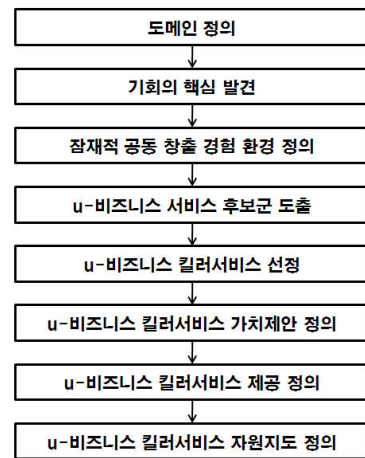 도메인 정의
기회의 핵심 발견
잠재적 공동 창출 경험 환경 정의
u-비즈니스 서비스 후보군 도출
u-비즈니스 킬러서비스 선정
u-비즈니스 킬러서비스 가치제안 정의
u-비즈니스 킬러서비스 제공 정의
u-비즈니스 킬러서비스 자원지도 정의